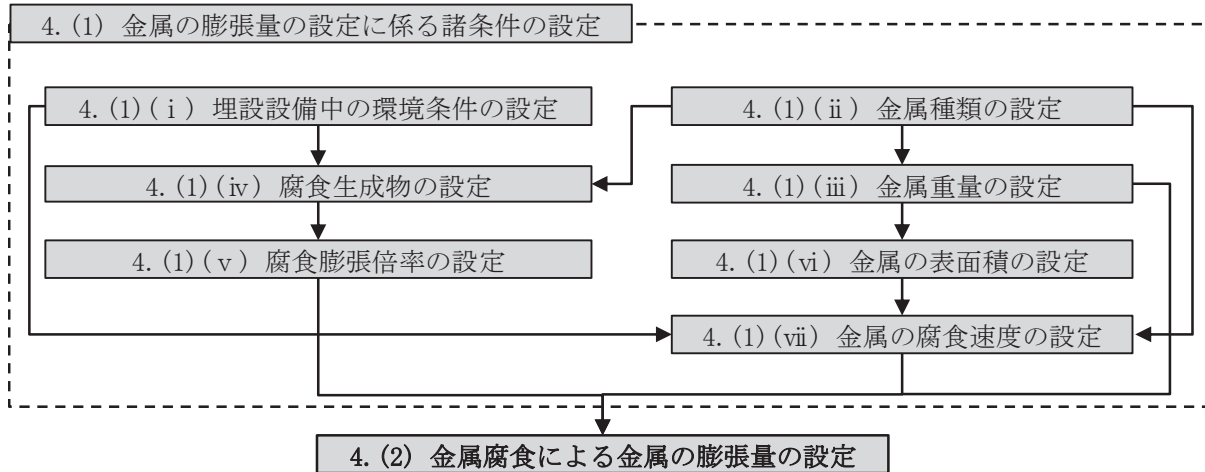 4. (1) 金属の膨張量の設定に係る諸条件の設定
4. (1) (ⅰ) 埋設設備中の環境条件の設定
4. (1) (ⅱ) 金属種類の設定
4. (1) (ⅳ) 腐食生成物の設定
4. (1) (ⅲ) 金属重量の設定
4. (1) (ⅴ) 腐食膨張倍率の設定
4. (1) (ⅵ) 金属の表面積の設定
4. (1) (ⅶ) 金属の腐食速度の設定
4. (2) 金属腐食による金属の膨張量の設定